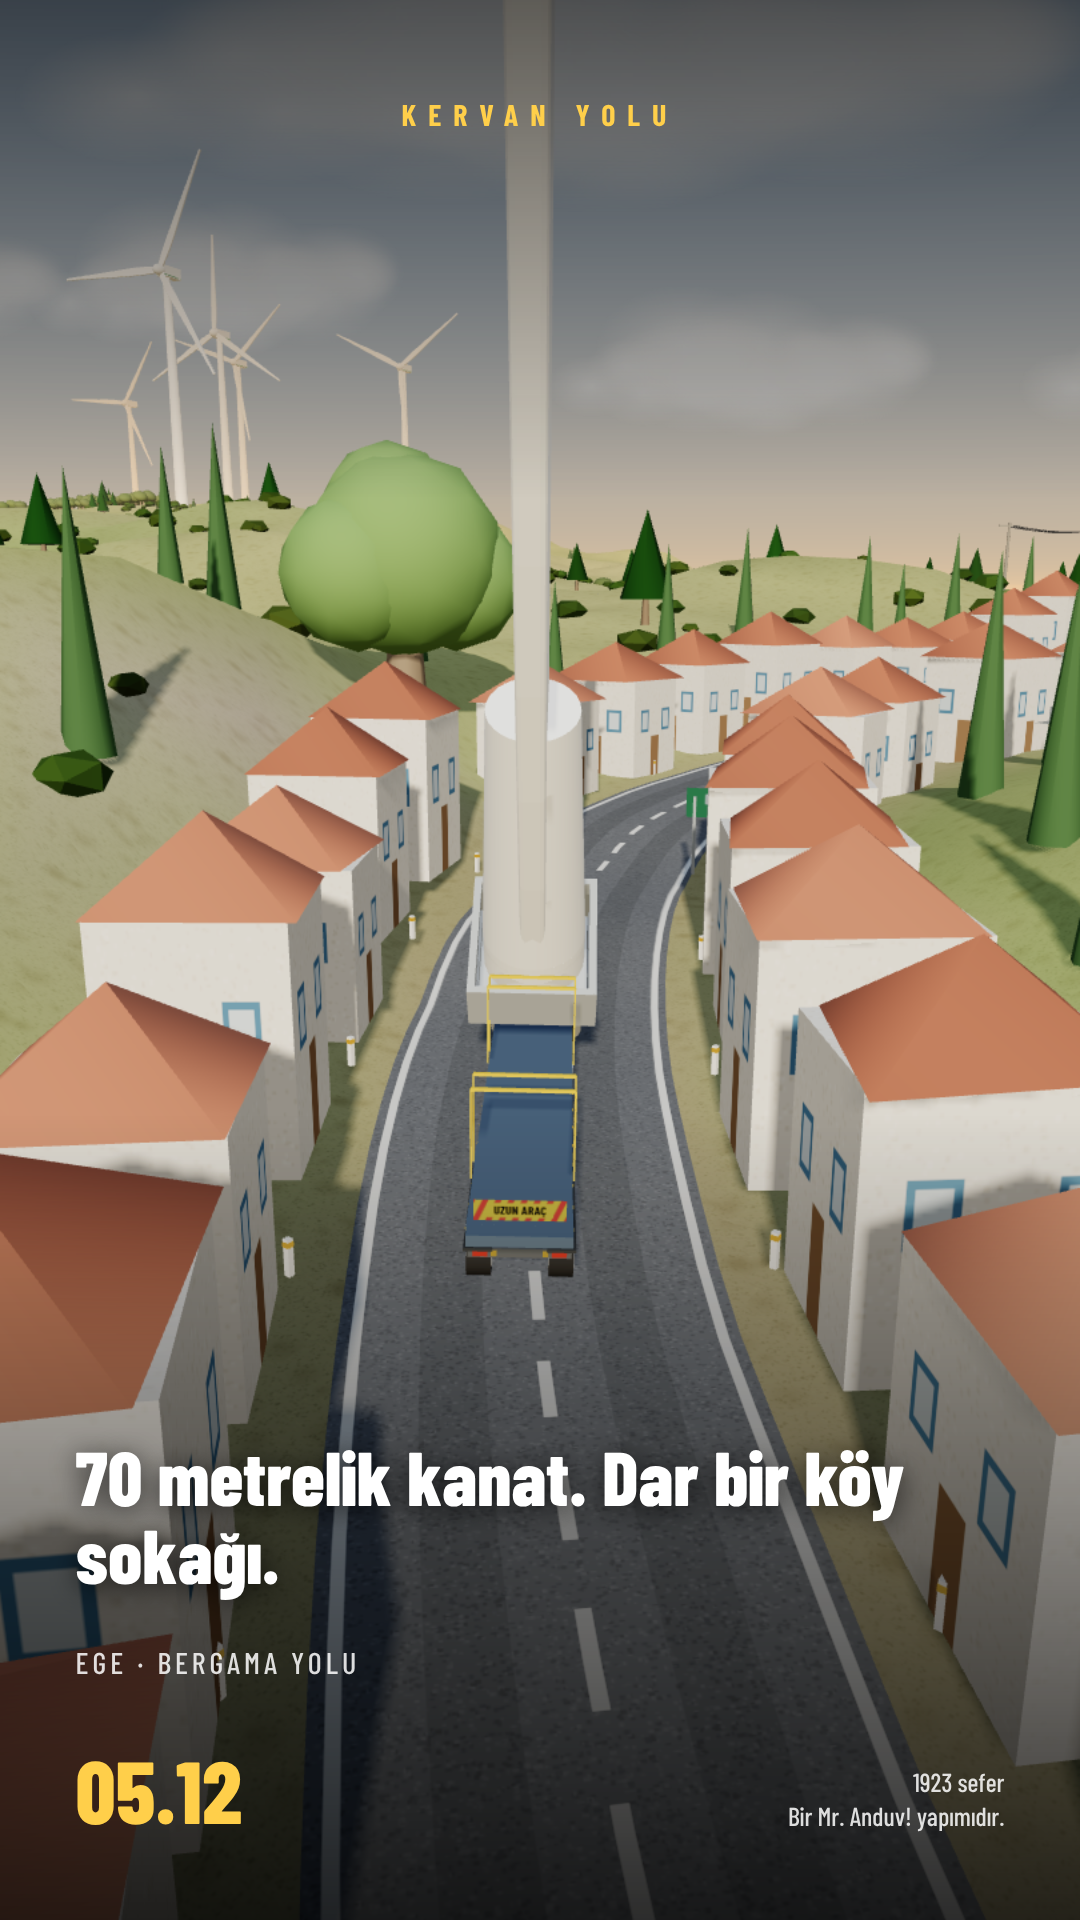 KERVAN YOLU
UZUN ARAÇ
70 metrelik kanat. Dar bir köy
sokağı.
EGE · BERGAMA YOLU
05.12
1923 sefer
Bir Mr. Anduv! yapımıdır.